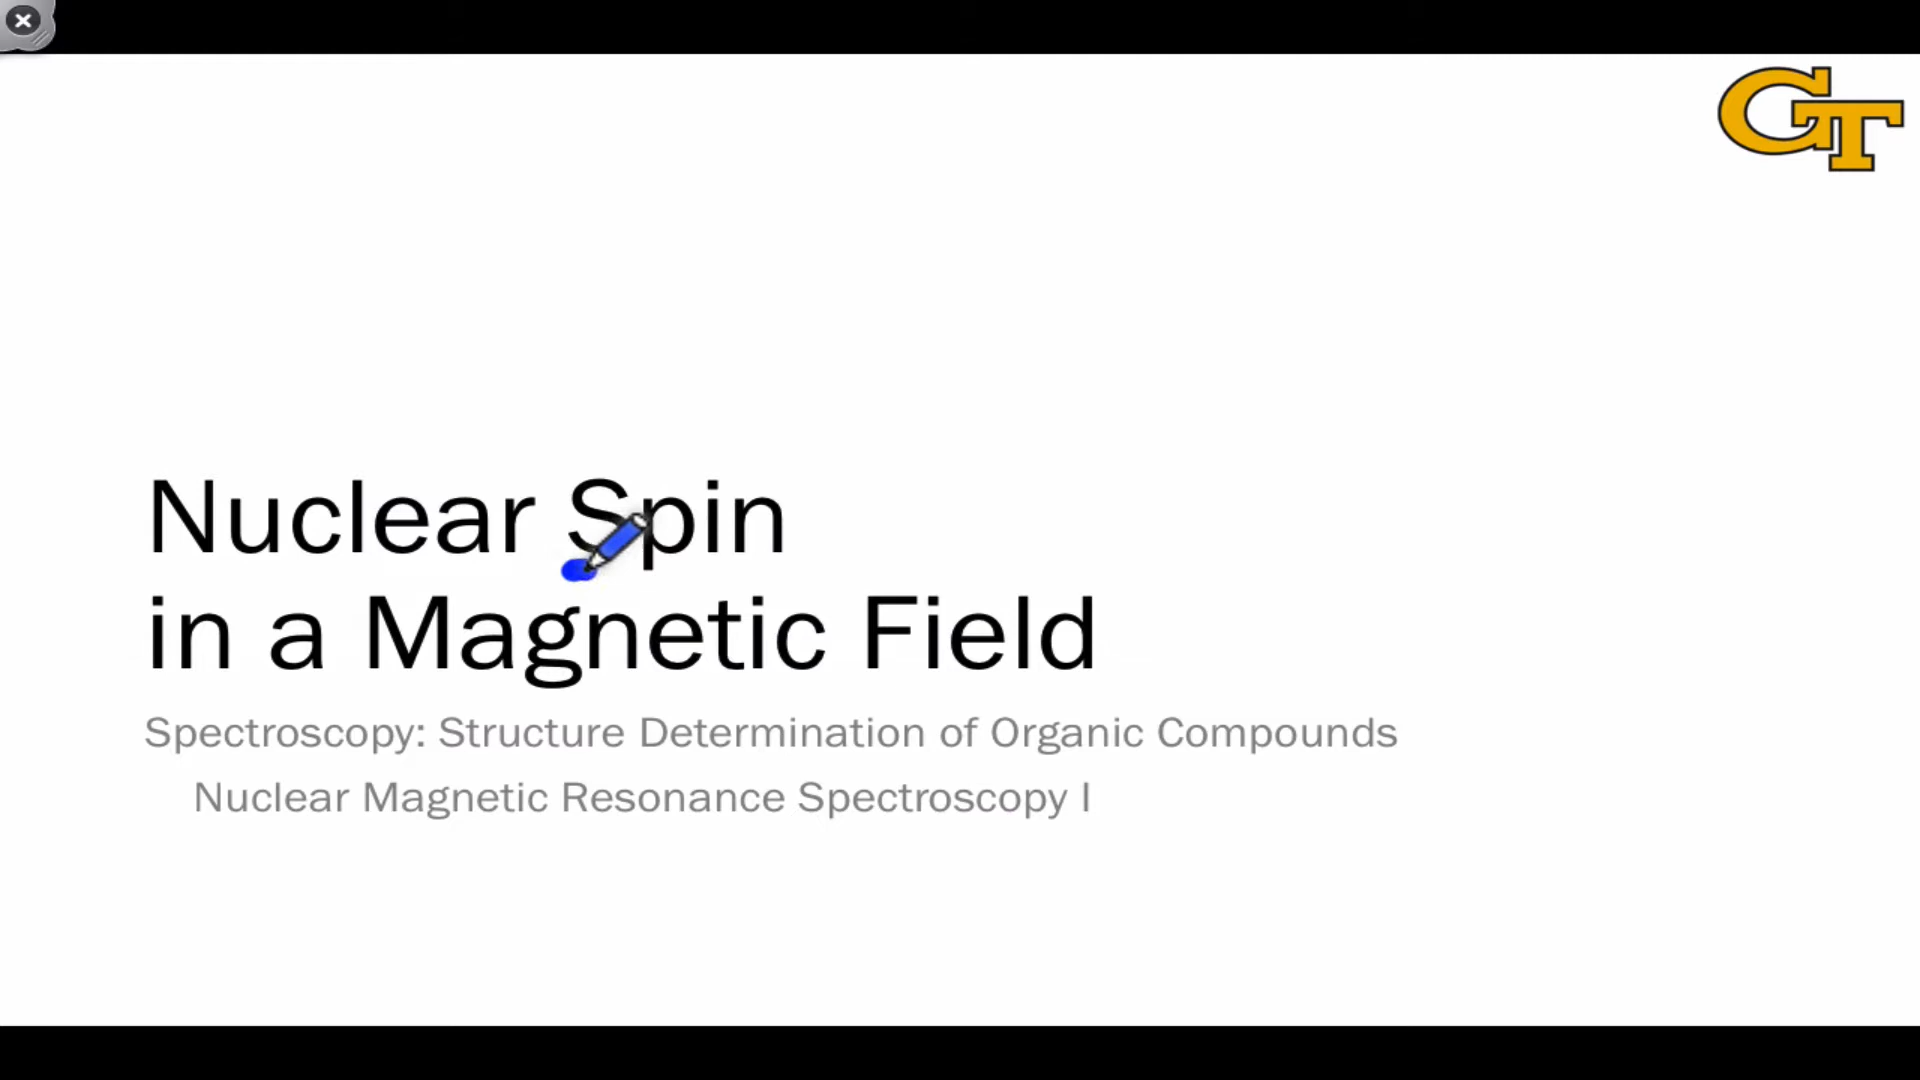 GT
Nuclear Spin
in a Magnetic Field
Spectroscopy: Structure Determination of Organic Compounds
Nuclear Magnetic Resonance Spectroscopy I